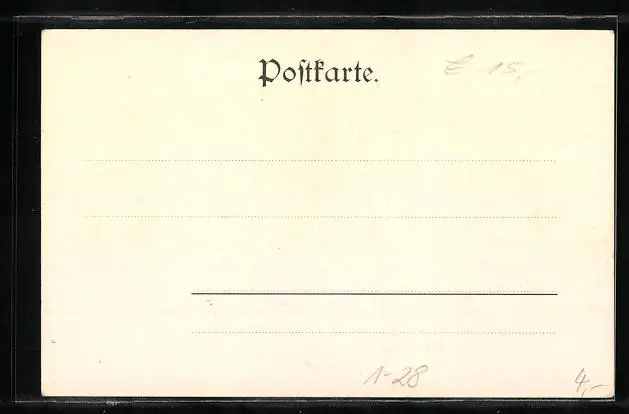 Poſtkarte.
€ 15,-
1-28
4,-